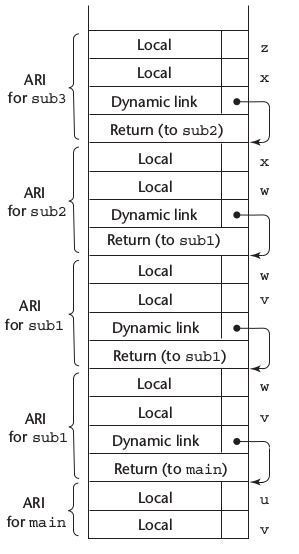 Local z
ARI
for sub3
Local x
Dynamic link
Return (to sub2)
Local x
ARI
for sub2
Local w
Dynamic link
Return (to sub1)
Local w
ARI
for sub1
Local v
Dynamic link
Return (to sub1)
Local w
ARI
for sub1
Local v
Dynamic link
Return (to main)
ARI
for main
Local u
Local v